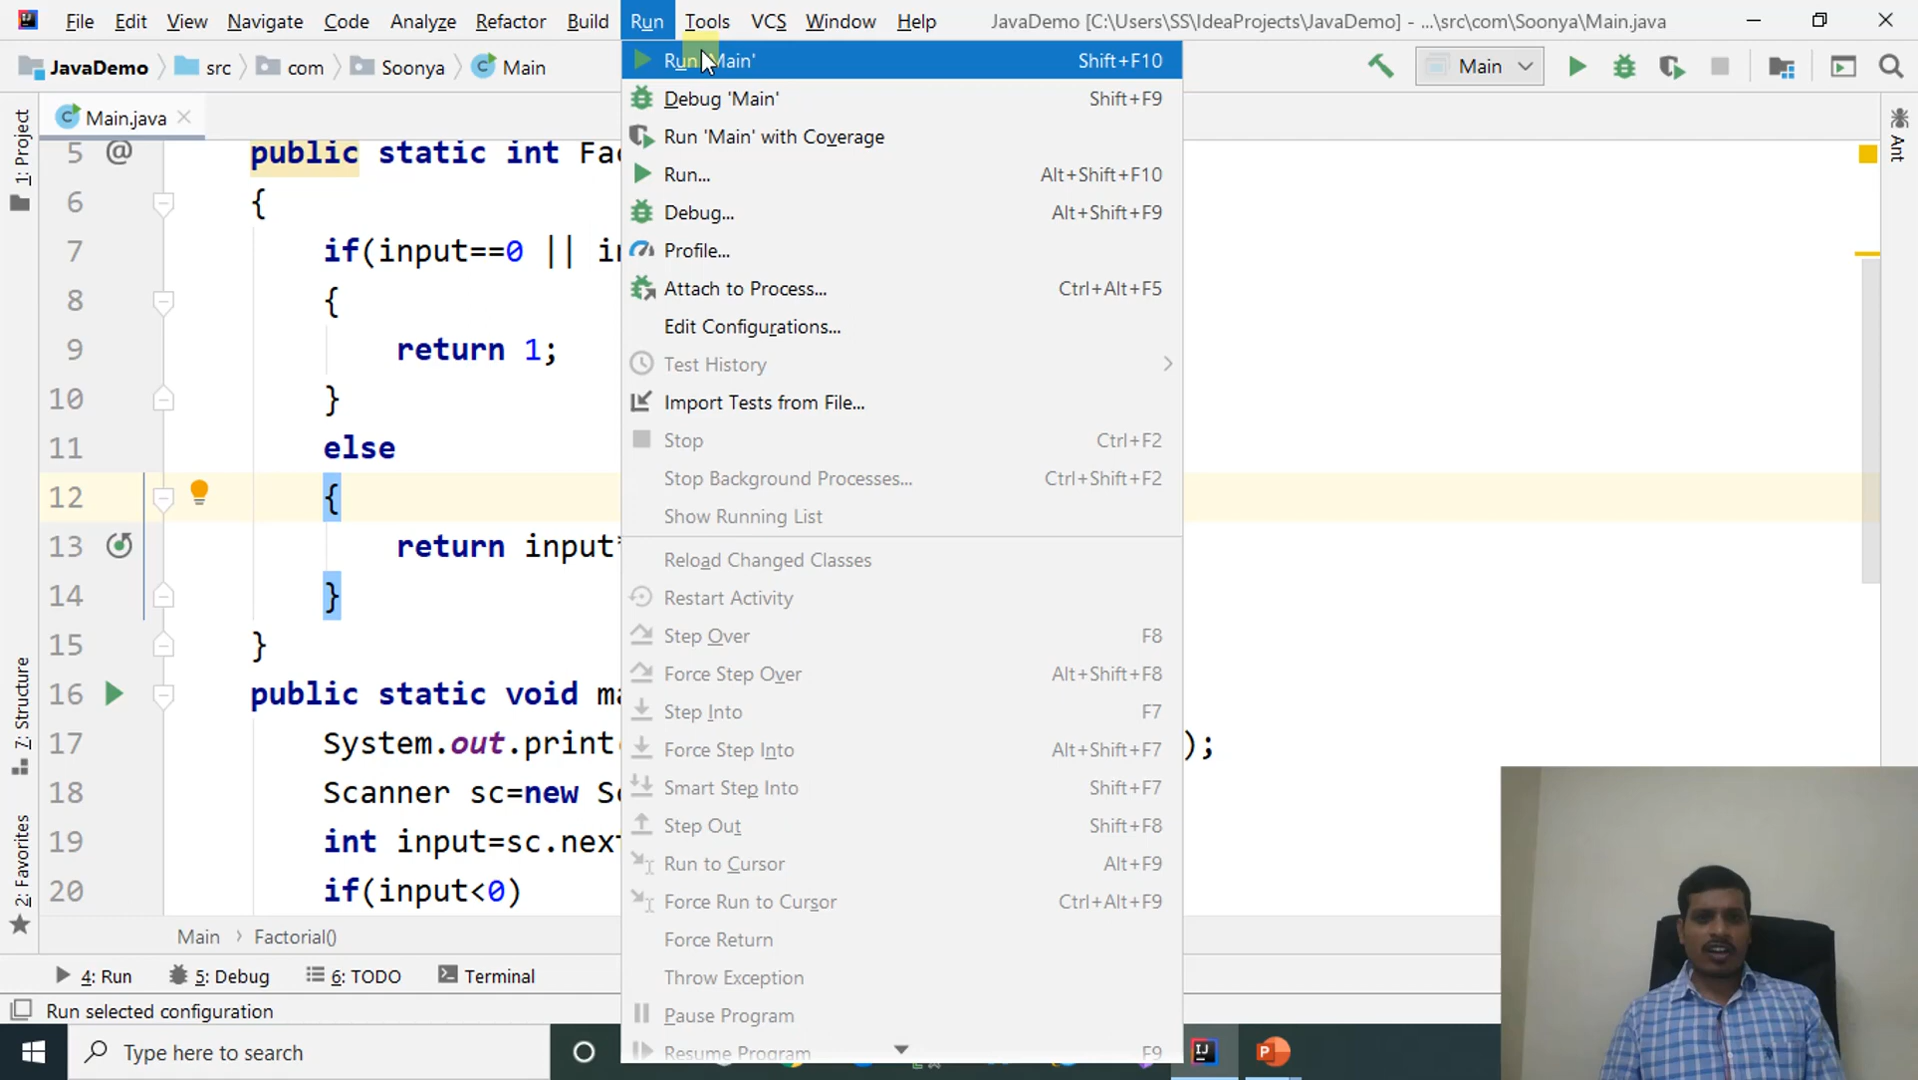 File Edit View Navigate Code Analyze Refactor Build Run Tools VCS Window Help JavaDemo [C:\Users\SS\IdeaProjects\JavaDemo] - ...\src\com\Soonya\Main.java
JavaDemo src com Soonya Main
Main
Main.java
Run 'Main' Shift+F10
Debug 'Main' Shift+F9
Run 'Main' with Coverage
Run... Alt+Shift+F10
Debug... Alt+Shift+F9
Profile...
Attach to Process... Ctrl+Alt+F5
Edit Configurations...
Test History
Import Tests from File...
Stop Ctrl+F2
Stop Background Processes... Ctrl+Shift+F2
Show Running List
Reload Changed Classes
Restart Activity
Step Over F8
Force Step Over Alt+Shift+F8
Step Into F7
Force Step Into Alt+Shift+F7
Smart Step Into Shift+F7
Step Out Shift+F8
Run to Cursor Alt+F9
Force Run to Cursor Ctrl+Alt+F9
Force Return
Throw Exception
Pause Program
Resume Program F9
1: Project
7: Structure
2: Favorites
Ant
5 @ public static int Fac
6 {
7 if(input==0 || in
8 {
9 return 1;
10 }
11 else
12 {
13 return input*
14 }
15 }
16 public static void ma
17 System.out.print );
18 Scanner sc=new Sc
19 int input=sc.next
20 if(input<0)
Main Factorial()
4: Run 5: Debug 6: TODO Terminal
Run selected configuration
Type here to search
IJ
P